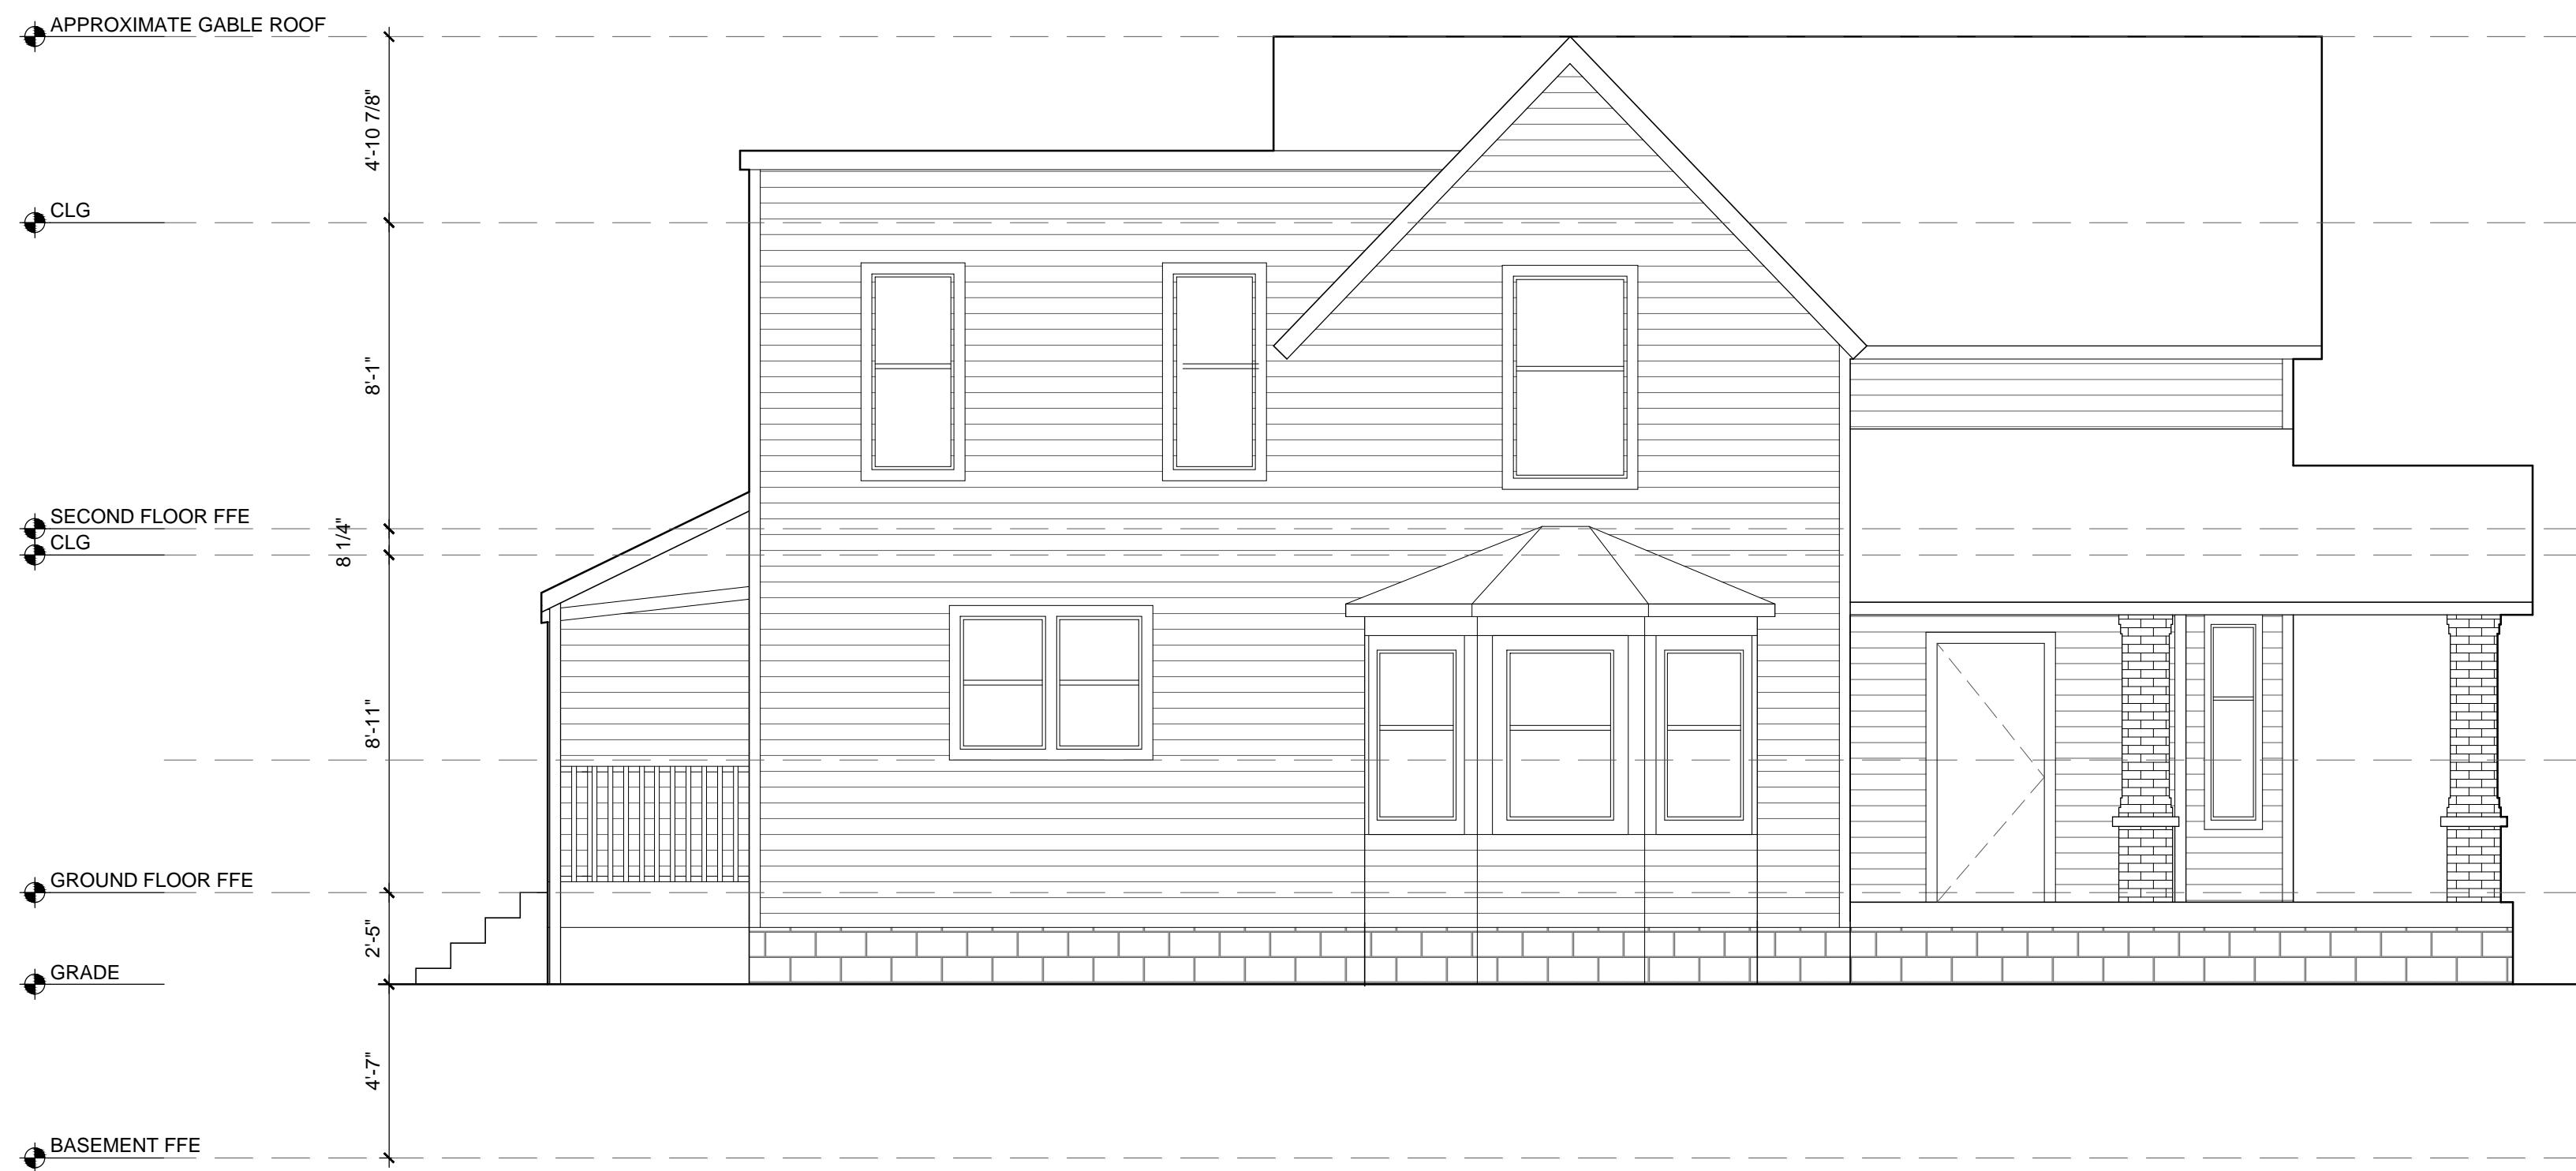 APPROXIMATE GABLE ROOF
4'-10 7/8"
CLG
8'-1"
SECOND FLOOR FFE
8 1/4"
CLG
8'-11"
GROUND FLOOR FFE
2'-5"
GRADE
4'-7"
BASEMENT FFE